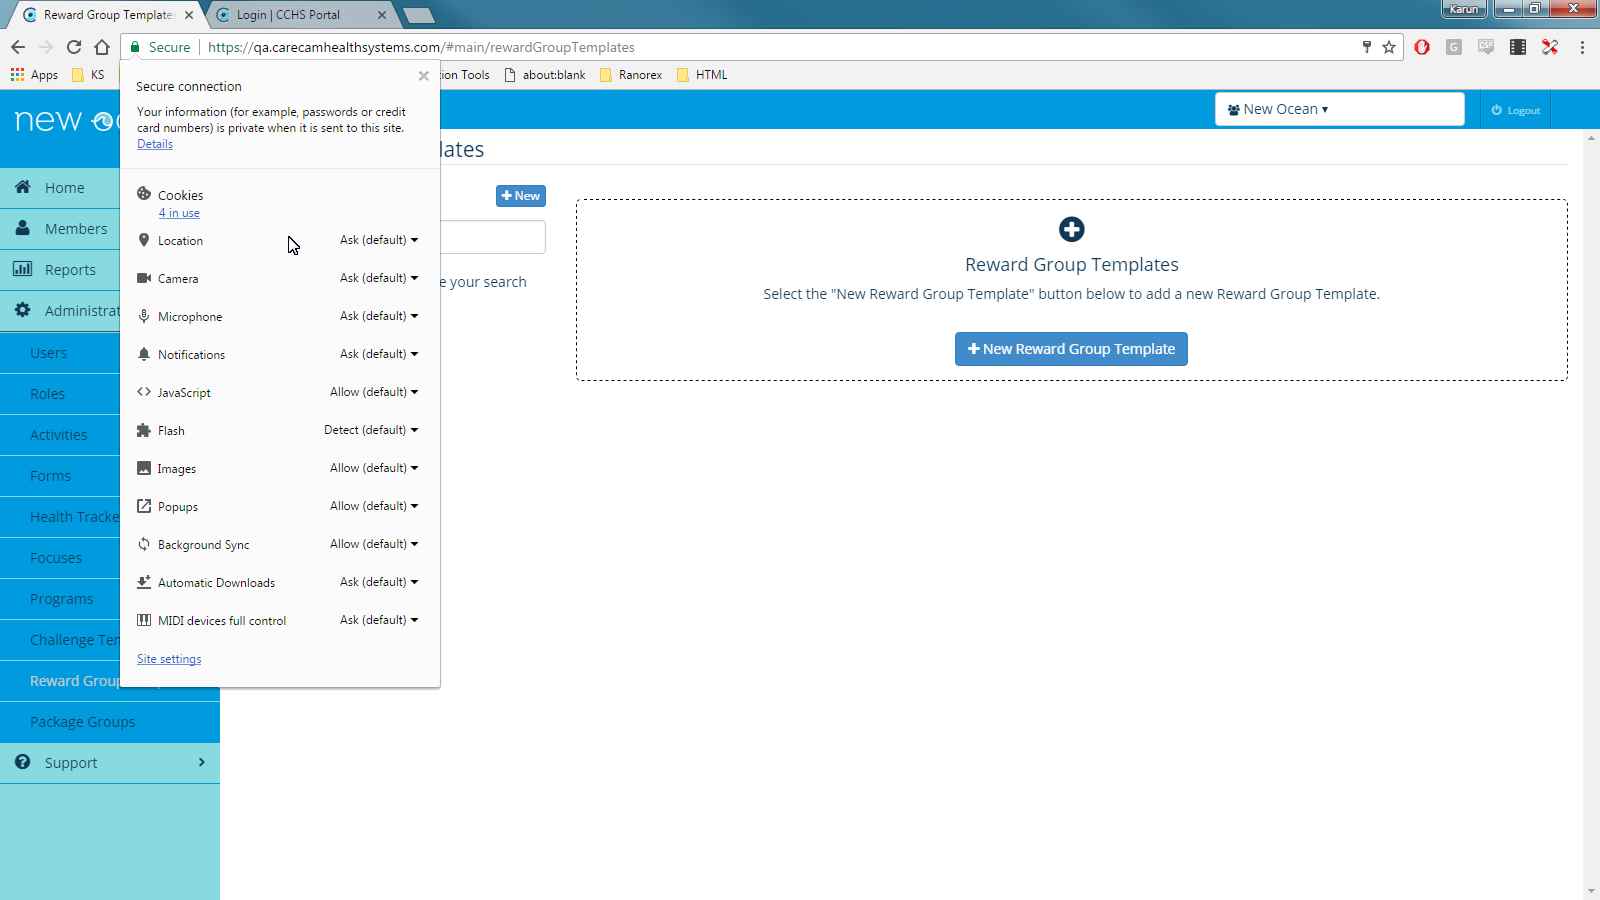 Reward Group Template
Login | CCHS Portal
Karun
Secure
https://qa.carecamhealthsystems.com/#main/rewardGroupTemplates
Apps
KS
ion Tools
about:blank
Ranorex
HTML
Secure connection
Your information (for example, passwords or credit
card numbers) is private when it is sent to this site.
Details
Cookies
4 in use
Location
Ask (default)
Camera
Ask (default)
Microphone
Ask (default)
Notifications
Ask (default)
JavaScript
Allow (default)
Flash
Detect (default)
Images
Allow (default)
Popups
Allow (default)
Background Sync
Allow (default)
Automatic Downloads
Ask (default)
MIDI devices full control
Ask (default)
Site settings
new oc
New Ocean
Logout
Home
Members
Reports
Administrat
Users
Roles
Activities
Forms
Health Tracke
Focuses
Programs
Challenge Ten
Reward Group
Package Groups
Support
lates
New
e your search
Reward Group Templates
Select the "New Reward Group Template" button below to add a new Reward Group Template.
New Reward Group Template